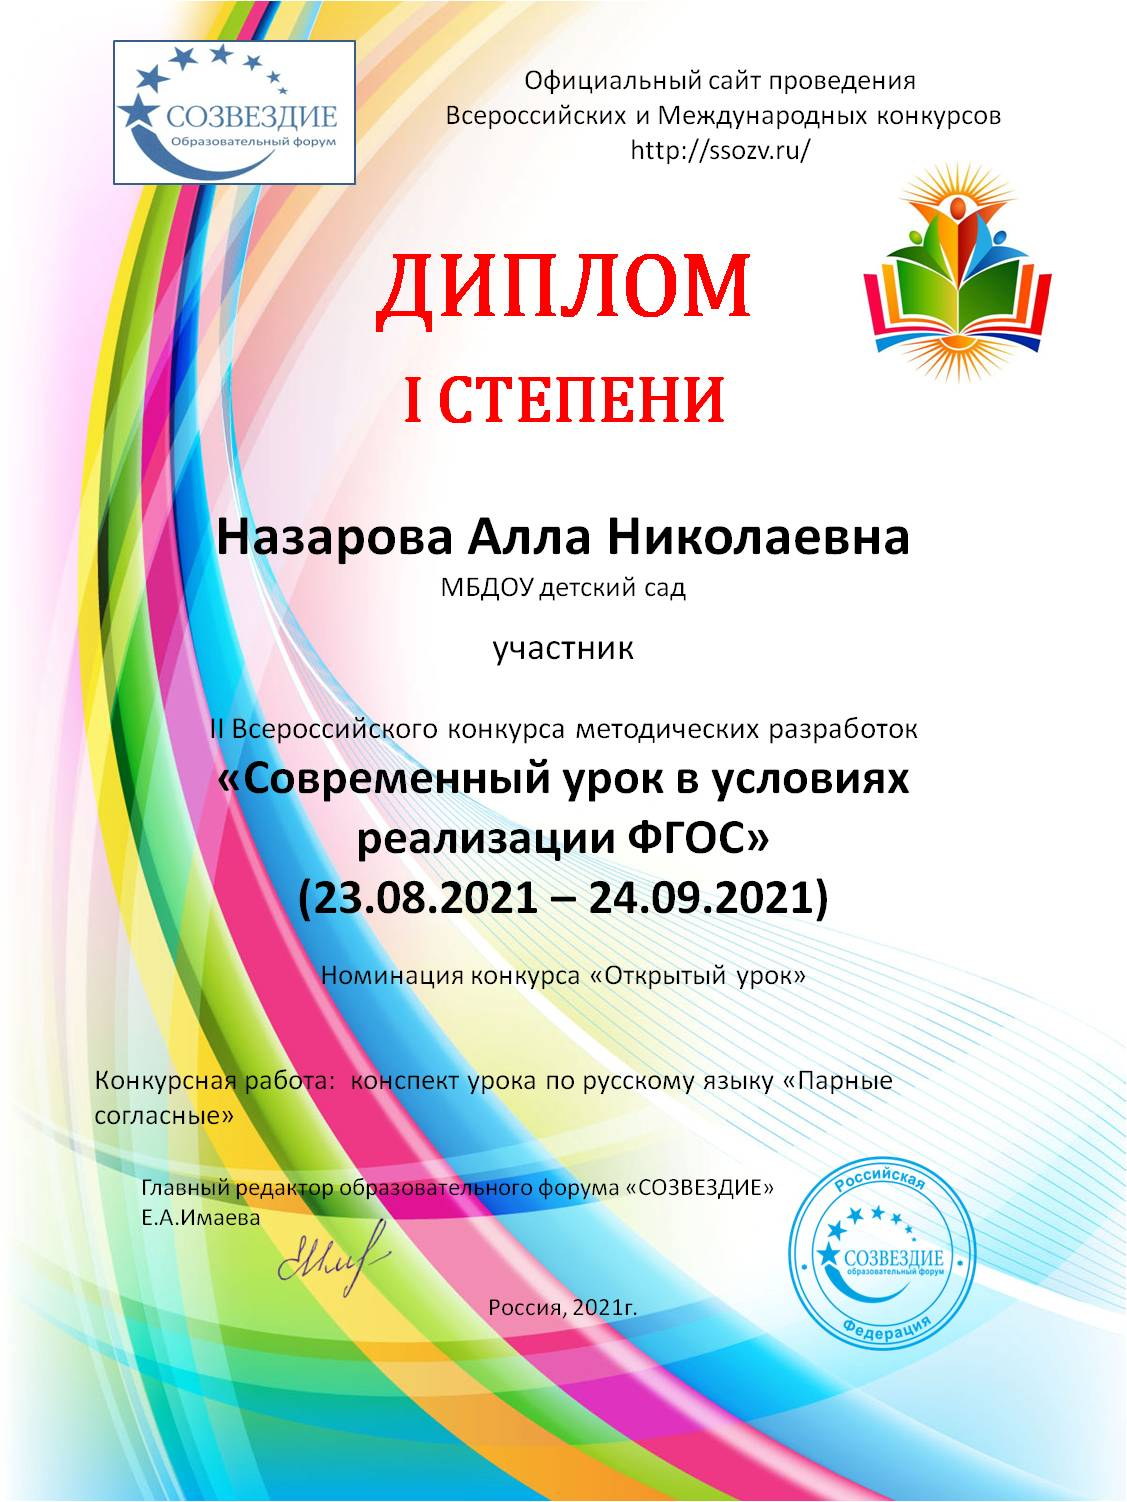 СОЗВЕЗДИЕ
Образовательный форум
Официальный сайт проведения
Всероссийских и Международных конкурсов
http://ssozv.ru/
ДИПЛОМ
I СТЕПЕНИ
Назарова Алла Николаевна
МБДОУ детский сад
участник
II Всероссийского конкурса методических разработок
«Современный урок в условиях
реализации ФГОС»
(23.08.2021 – 24.09.2021)
Номинация конкурса «Открытый урок»
Конкурсная работа: конспект урока по русскому языку «Парные
согласные»
Главный редактор образовательного форума «СОЗВЕЗДИЕ»
Е.А.Имаева
Российская
СОЗВЕЗДИЕ
образовательный форум
Федерация
Россия, 2021г.